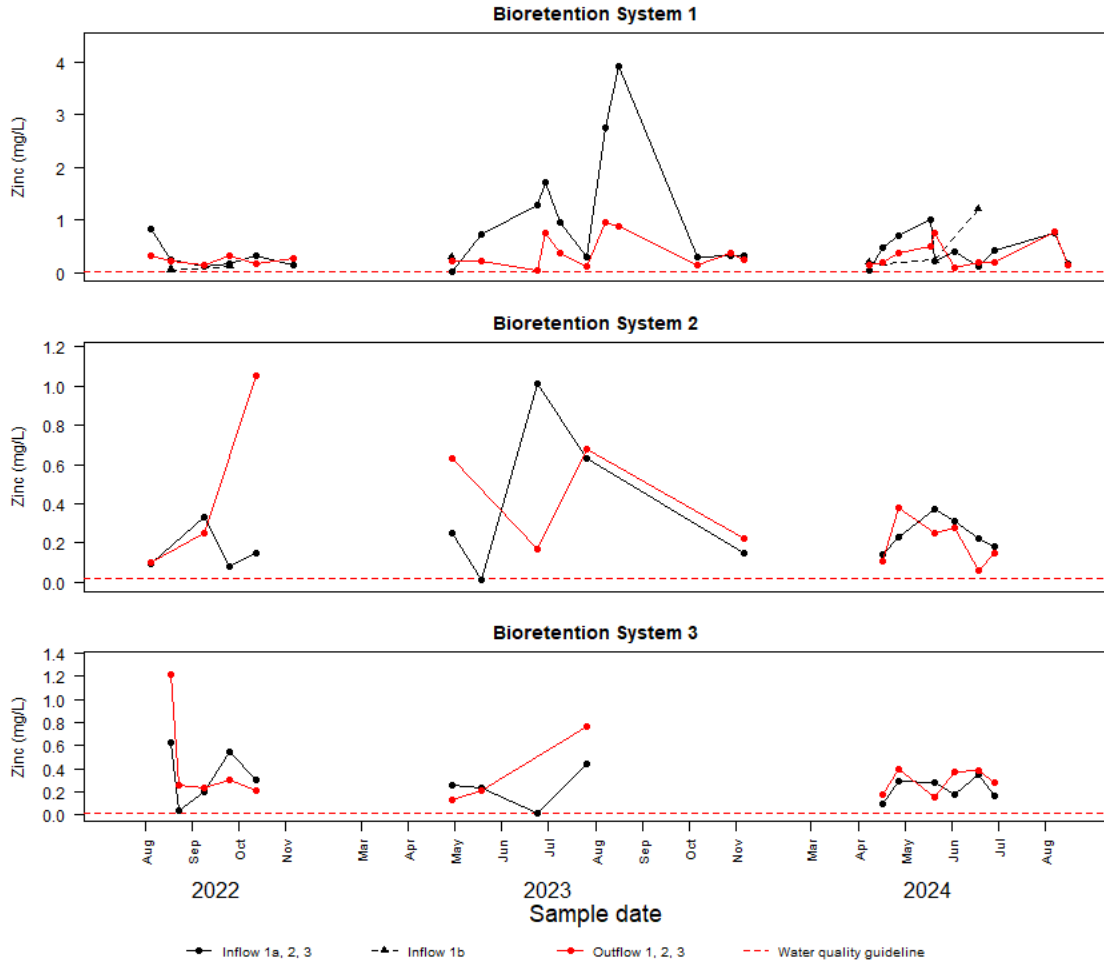 Bioretention System 1
Zinc (mg/L)
4
3
2
1
0
Bioretention System 2
Zinc (mg/L)
1.2
1.0
0.8
0.6
0.4
0.2
0.0
Bioretention System 3
Zinc (mg/L)
1.4
1.2
1.0
0.8
0.6
0.4
0.2
0.0
Aug Sep Oct Nov Mar Apr May Jun Jul Aug Sep Oct Nov Mar Apr May Jun Jul Aug
2022 2023 2024
Sample date
Inflow 1a, 2, 3 Inflow 1b Outflow 1, 2, 3 Water quality guideline